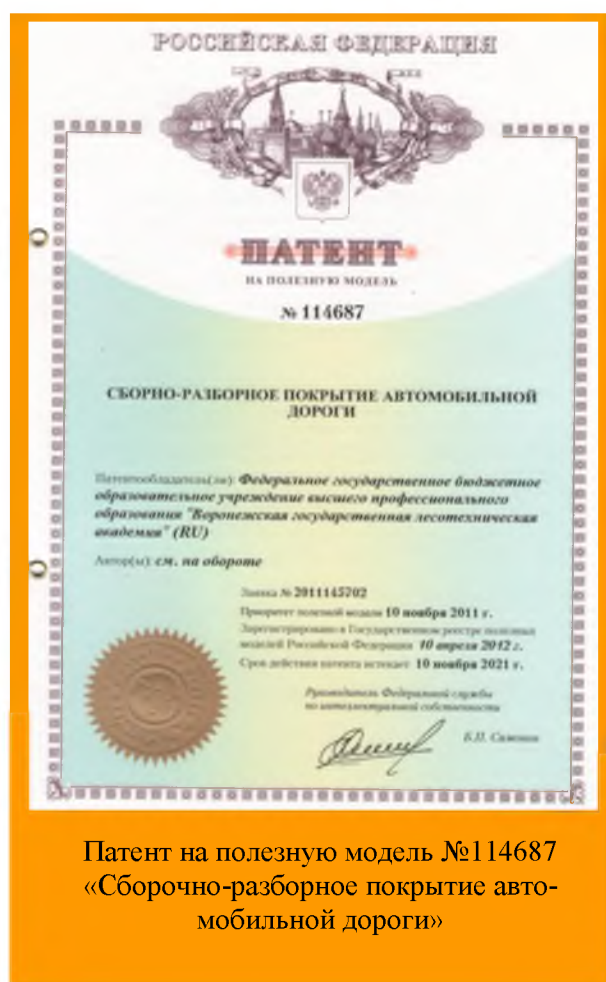 РОССИЙСКАЯ ФЕДЕРАЦИЯ
ПАТЕНТ
НА ПОЛЕЗНУЮ МОДЕЛЬ
№ 114687
СБОРНО-РАЗБОРНОЕ ПОКРЫТИЕ АВТОМОБИЛЬНОЙ
ДОРОГИ
Патентообладатель(ли): Федеральное государственное бюджетное
образовательное учреждение высшего профессионального
образования "Воронежская государственная лесотехническая
академия" (RU)
Автор(ы): см. на обороте
Заявка № 2011145702
Приоритет полезной модели 10 ноября 2011 г.
Зарегистрировано в Государственном реестре полезных
моделей Российской Федерации 10 апреля 2012 г.
Срок действия патента истекает 10 ноября 2021 г.
Руководитель Федеральной службы
по интеллектуальной собственности
Б.П. Симонов
Патент на полезную модель №114687
«Сборочно-разборное покрытие авто-
мобильной дороги»